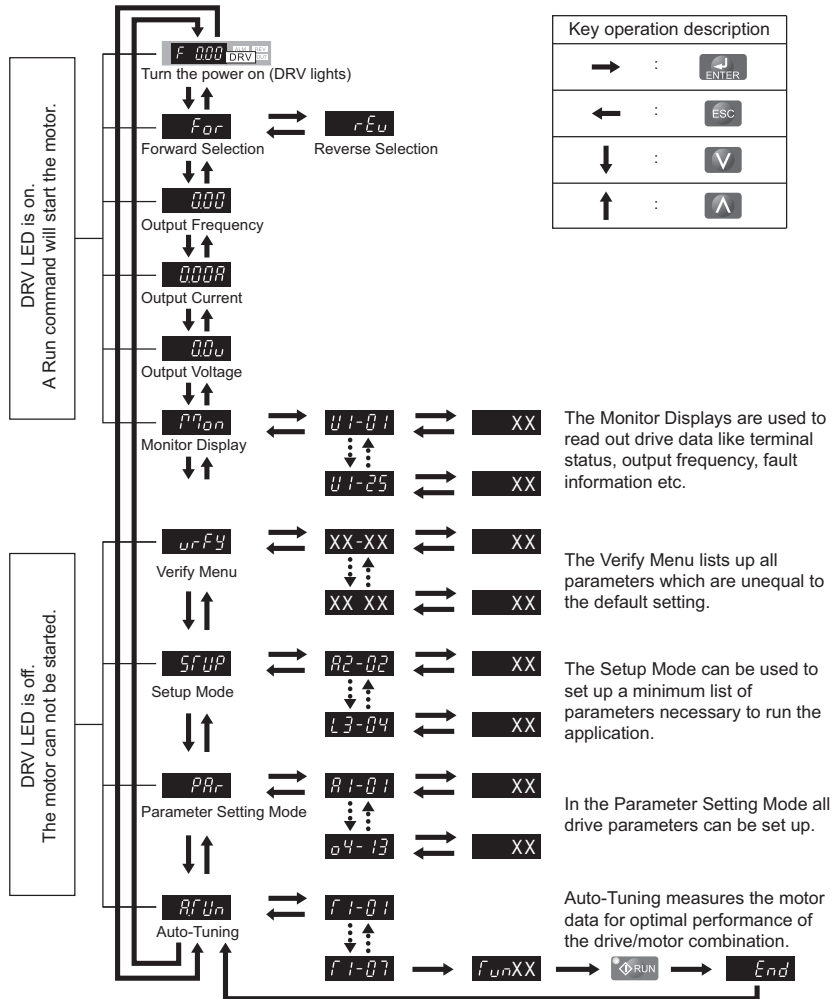 F 0.00
ALM REV
DRV OUT
Turn the power on (DRV lights)
For
rEv
Forward Selection
Reverse Selection
0.00
Output Frequency
0.00A
Output Current
0.0v
Output Voltage
Mon
Monitor Display
DRV LED is on.
A Run command will start the motor.
U1-01
XX
U1-25
XX
The Monitor Displays are used to
read out drive data like terminal
status, output frequency, fault
information etc.
vrFY
Verify Menu
XX-XX
XX
XX XX
XX
The Verify Menu lists up all
parameters which are unequal to
the default setting.
STUP
Setup Mode
A2-02
XX
L3-04
XX
The Setup Mode can be used to
set up a minimum list of
parameters necessary to run the
application.
PAr
Parameter Setting Mode
A1-01
XX
o4-13
XX
In the Parameter Setting Mode all
drive parameters can be set up.
A.TUn
Auto-Tuning
T1-01
T1-07
TunXX
RUN
End
Auto-Tuning measures the motor
data for optimal performance of
the drive/motor combination.
DRV LED is off.
The motor can not be started.
Key operation description
: ENTER
: ESC
:
: